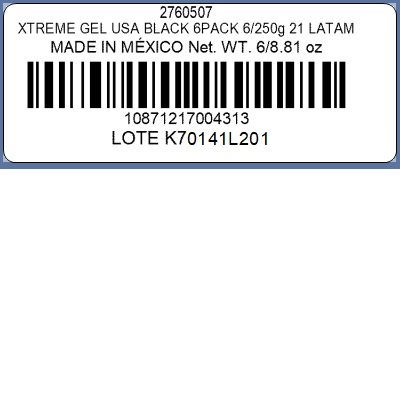 2760507
XTREME GEL USA BLACK 6PACK 6/250g 21 LATAM
MADE IN MÉXICO Net. WT. 6/8.81 oz
10871217004313
LOTE K70141L201